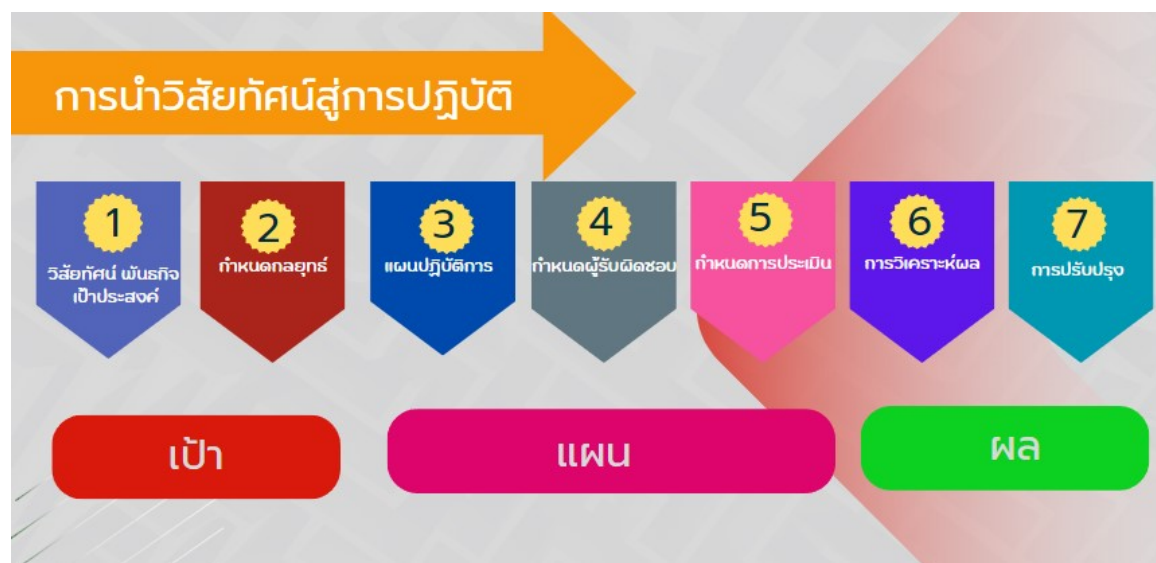 การนำวิสัยทัศน์สู่การปฏิบัติ
1
วิสัยทัศน์ พันธกิจ
เป้าประสงค์
2
กำหนดกลยุทธ์
3
แผนปฏิบัติการ
4
กำหนดผู้รับผิดชอบ
5
กำหนดการประเมิน
6
การวิเคราะห์ผล
7
การปรับปรุง
เป้า
แผน
ผล